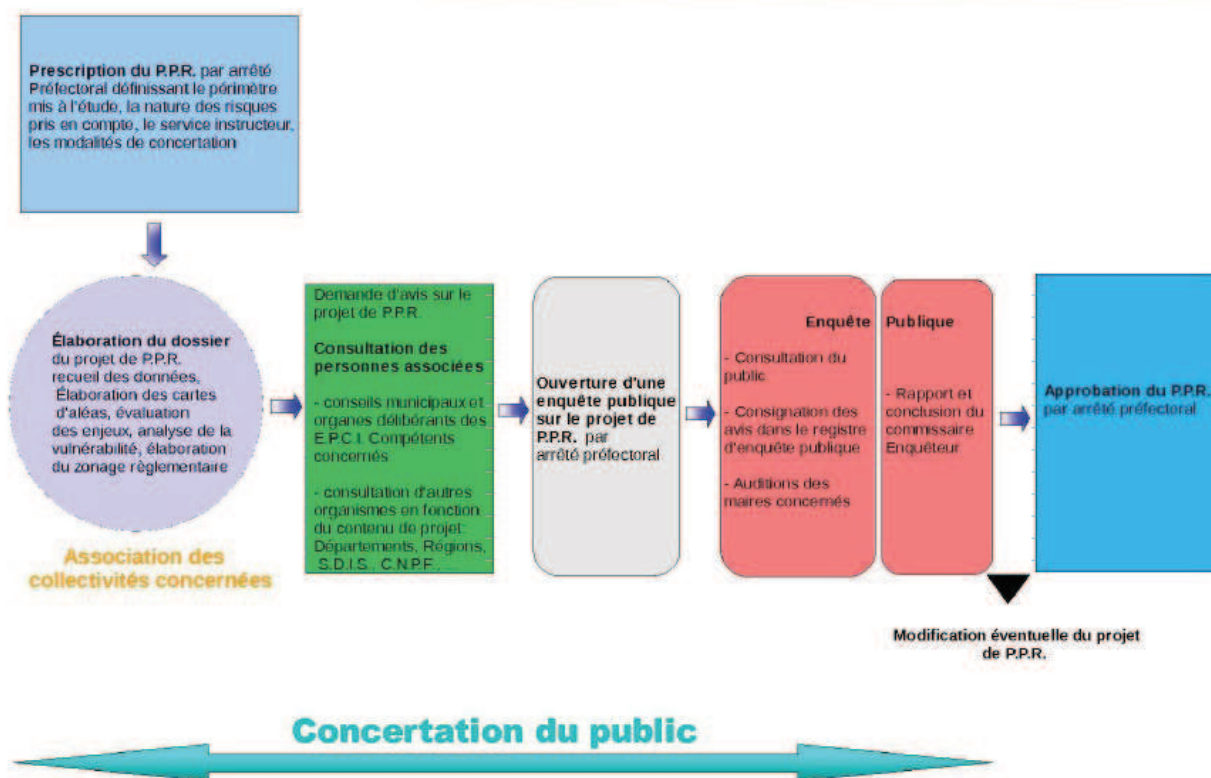 Prescription du P.P.R. par arrêté
Préfectoral définissant le périmètre
mis à l'étude, la nature des risques
pris en compte, le service instructeur,
les modalités de concertation
Élaboration du dossier
du projet de P.P.R.
recueil des données,
Élaboration des cartes
d'aléas, évaluation
des enjeux, analyse de la
vulnérabilité, élaboration
du zonage règlementaire
Association des
collectivités concernées
Demande d'avis sur le
projet de P.P.R.
Consultation des
personnes associées
- conseils municipaux et
organes délibérants des
E.P.C.I. Compétents
concernés
- consultation d'autres
organismes en fonction
du contenu de projet:
Départements, Régions,
S.D.I.S., C.N.P.F.,
Ouverture d'une
enquête publique
sur le projet de
P.P.R. par
arrêté préfectoral
Enquête
- Consultation du
public
- Consignation des
avis dans le registre
d'enquête publique
- Auditions des
maires concernés
Publique
- Rapport et
conclusion du
commissaire
Enquêteur
Approbation du P.P.R.
par arrêté préfectoral
Modification éventuelle du projet
de P.P.R.
Concertation du public